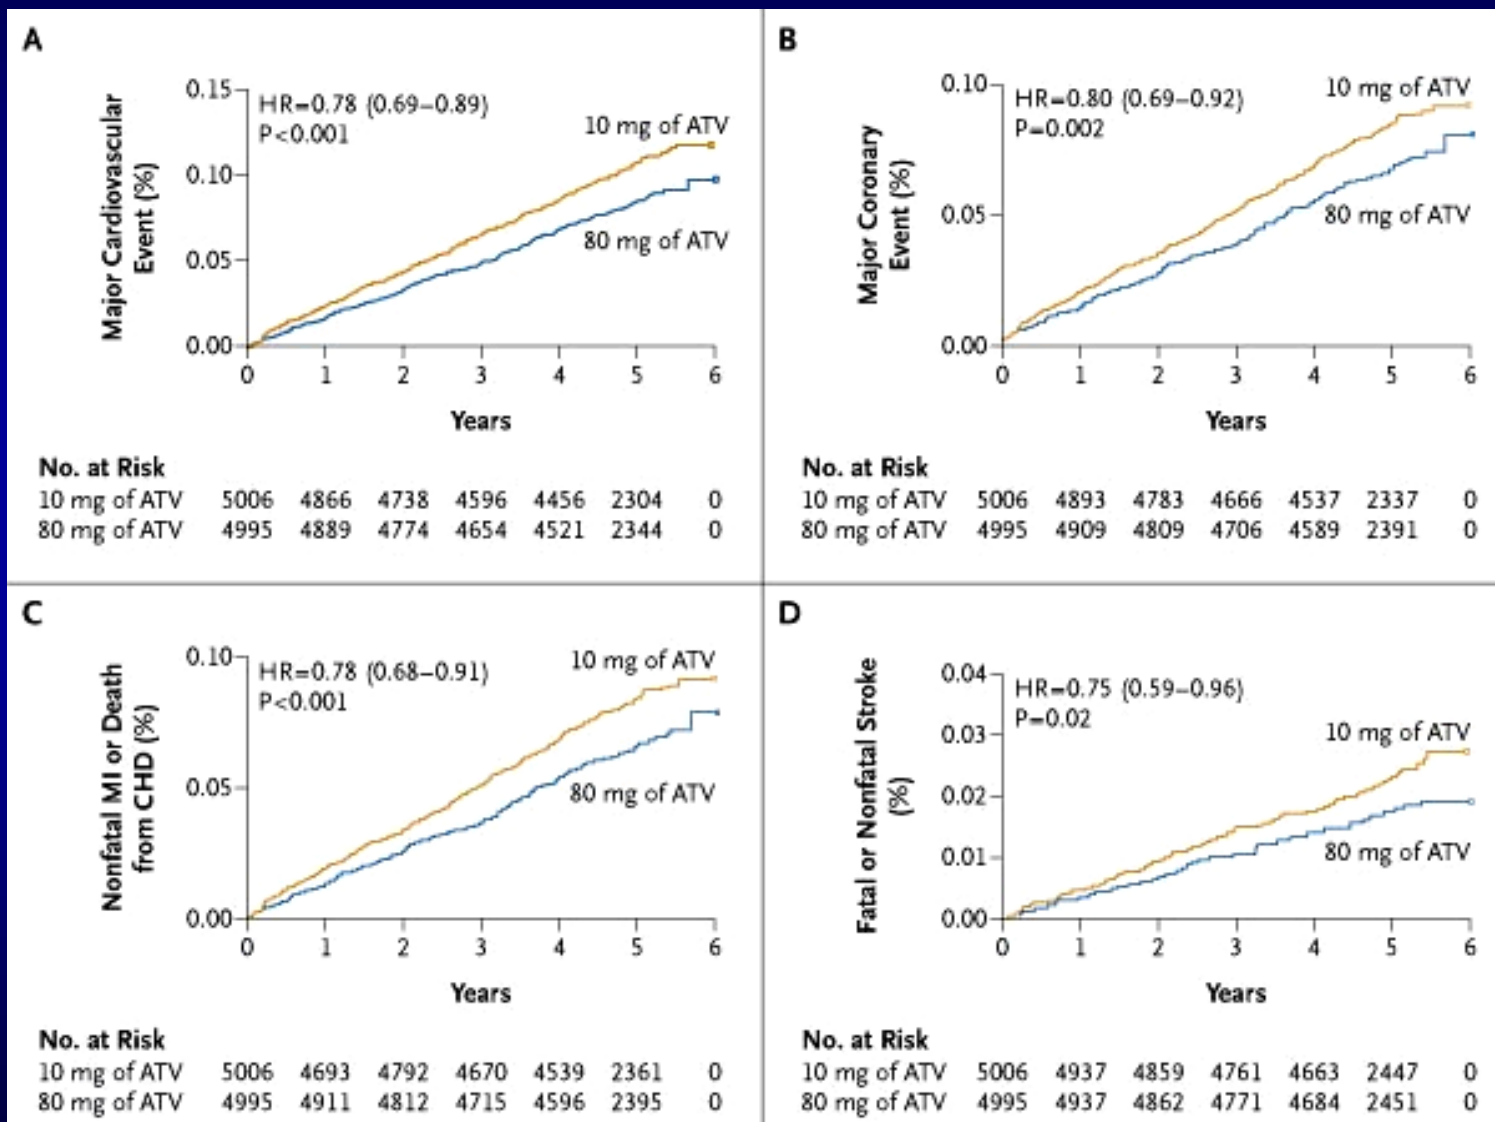 A
Major Cardiovascular
Event (%)
0.15
0.10
0.05
0.00
HR=0.78 (0.69–0.89)
P<0.001
10 mg of ATV
80 mg of ATV
0 1 2 3 4 5 6
Years
No. at Risk
10 mg of ATV 5006 4866 4738 4596 4456 2304 0
80 mg of ATV 4995 4889 4774 4654 4521 2344 0
B
Major Coronary
Event (%)
0.10
0.05
0.00
HR=0.80 (0.69–0.92)
P=0.002
10 mg of ATV
80 mg of ATV
0 1 2 3 4 5 6
Years
No. at Risk
10 mg of ATV 5006 4893 4783 4666 4537 2337 0
80 mg of ATV 4995 4909 4809 4706 4589 2391 0
C
Nonfatal MI or Death
from CHD (%)
0.10
0.05
0.00
HR=0.78 (0.68–0.91)
P<0.001
10 mg of ATV
80 mg of ATV
0 1 2 3 4 5 6
Years
No. at Risk
10 mg of ATV 5006 4693 4792 4670 4539 2361 0
80 mg of ATV 4995 4911 4812 4715 4596 2395 0
D
Fatal or Nonfatal Stroke
(%)
0.04
0.03
0.02
0.01
0.00
HR=0.75 (0.59–0.96)
P=0.02
10 mg of ATV
80 mg of ATV
0 1 2 3 4 5 6
Years
No. at Risk
10 mg of ATV 5006 4937 4859 4761 4663 2447 0
80 mg of ATV 4995 4937 4862 4771 4684 2451 0